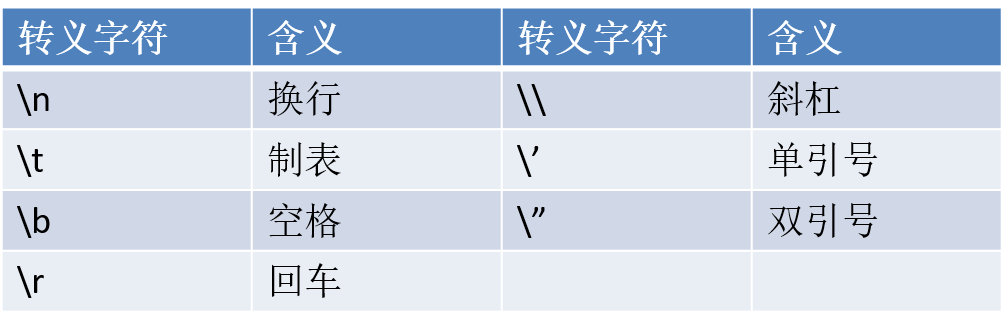 转义字符 含义 转义字符 含义
\n 换行 \\ 斜杠
\t 制表 \’ 单引号
\b 空格 \” 双引号
\r 回车